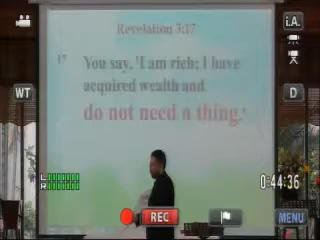 Revelation 3:17
i.A.
17 You say, 'I am rich; I have
acquired wealth and
WT
D
do not need a thing.'
L
R
0:44:36
REC
MENU